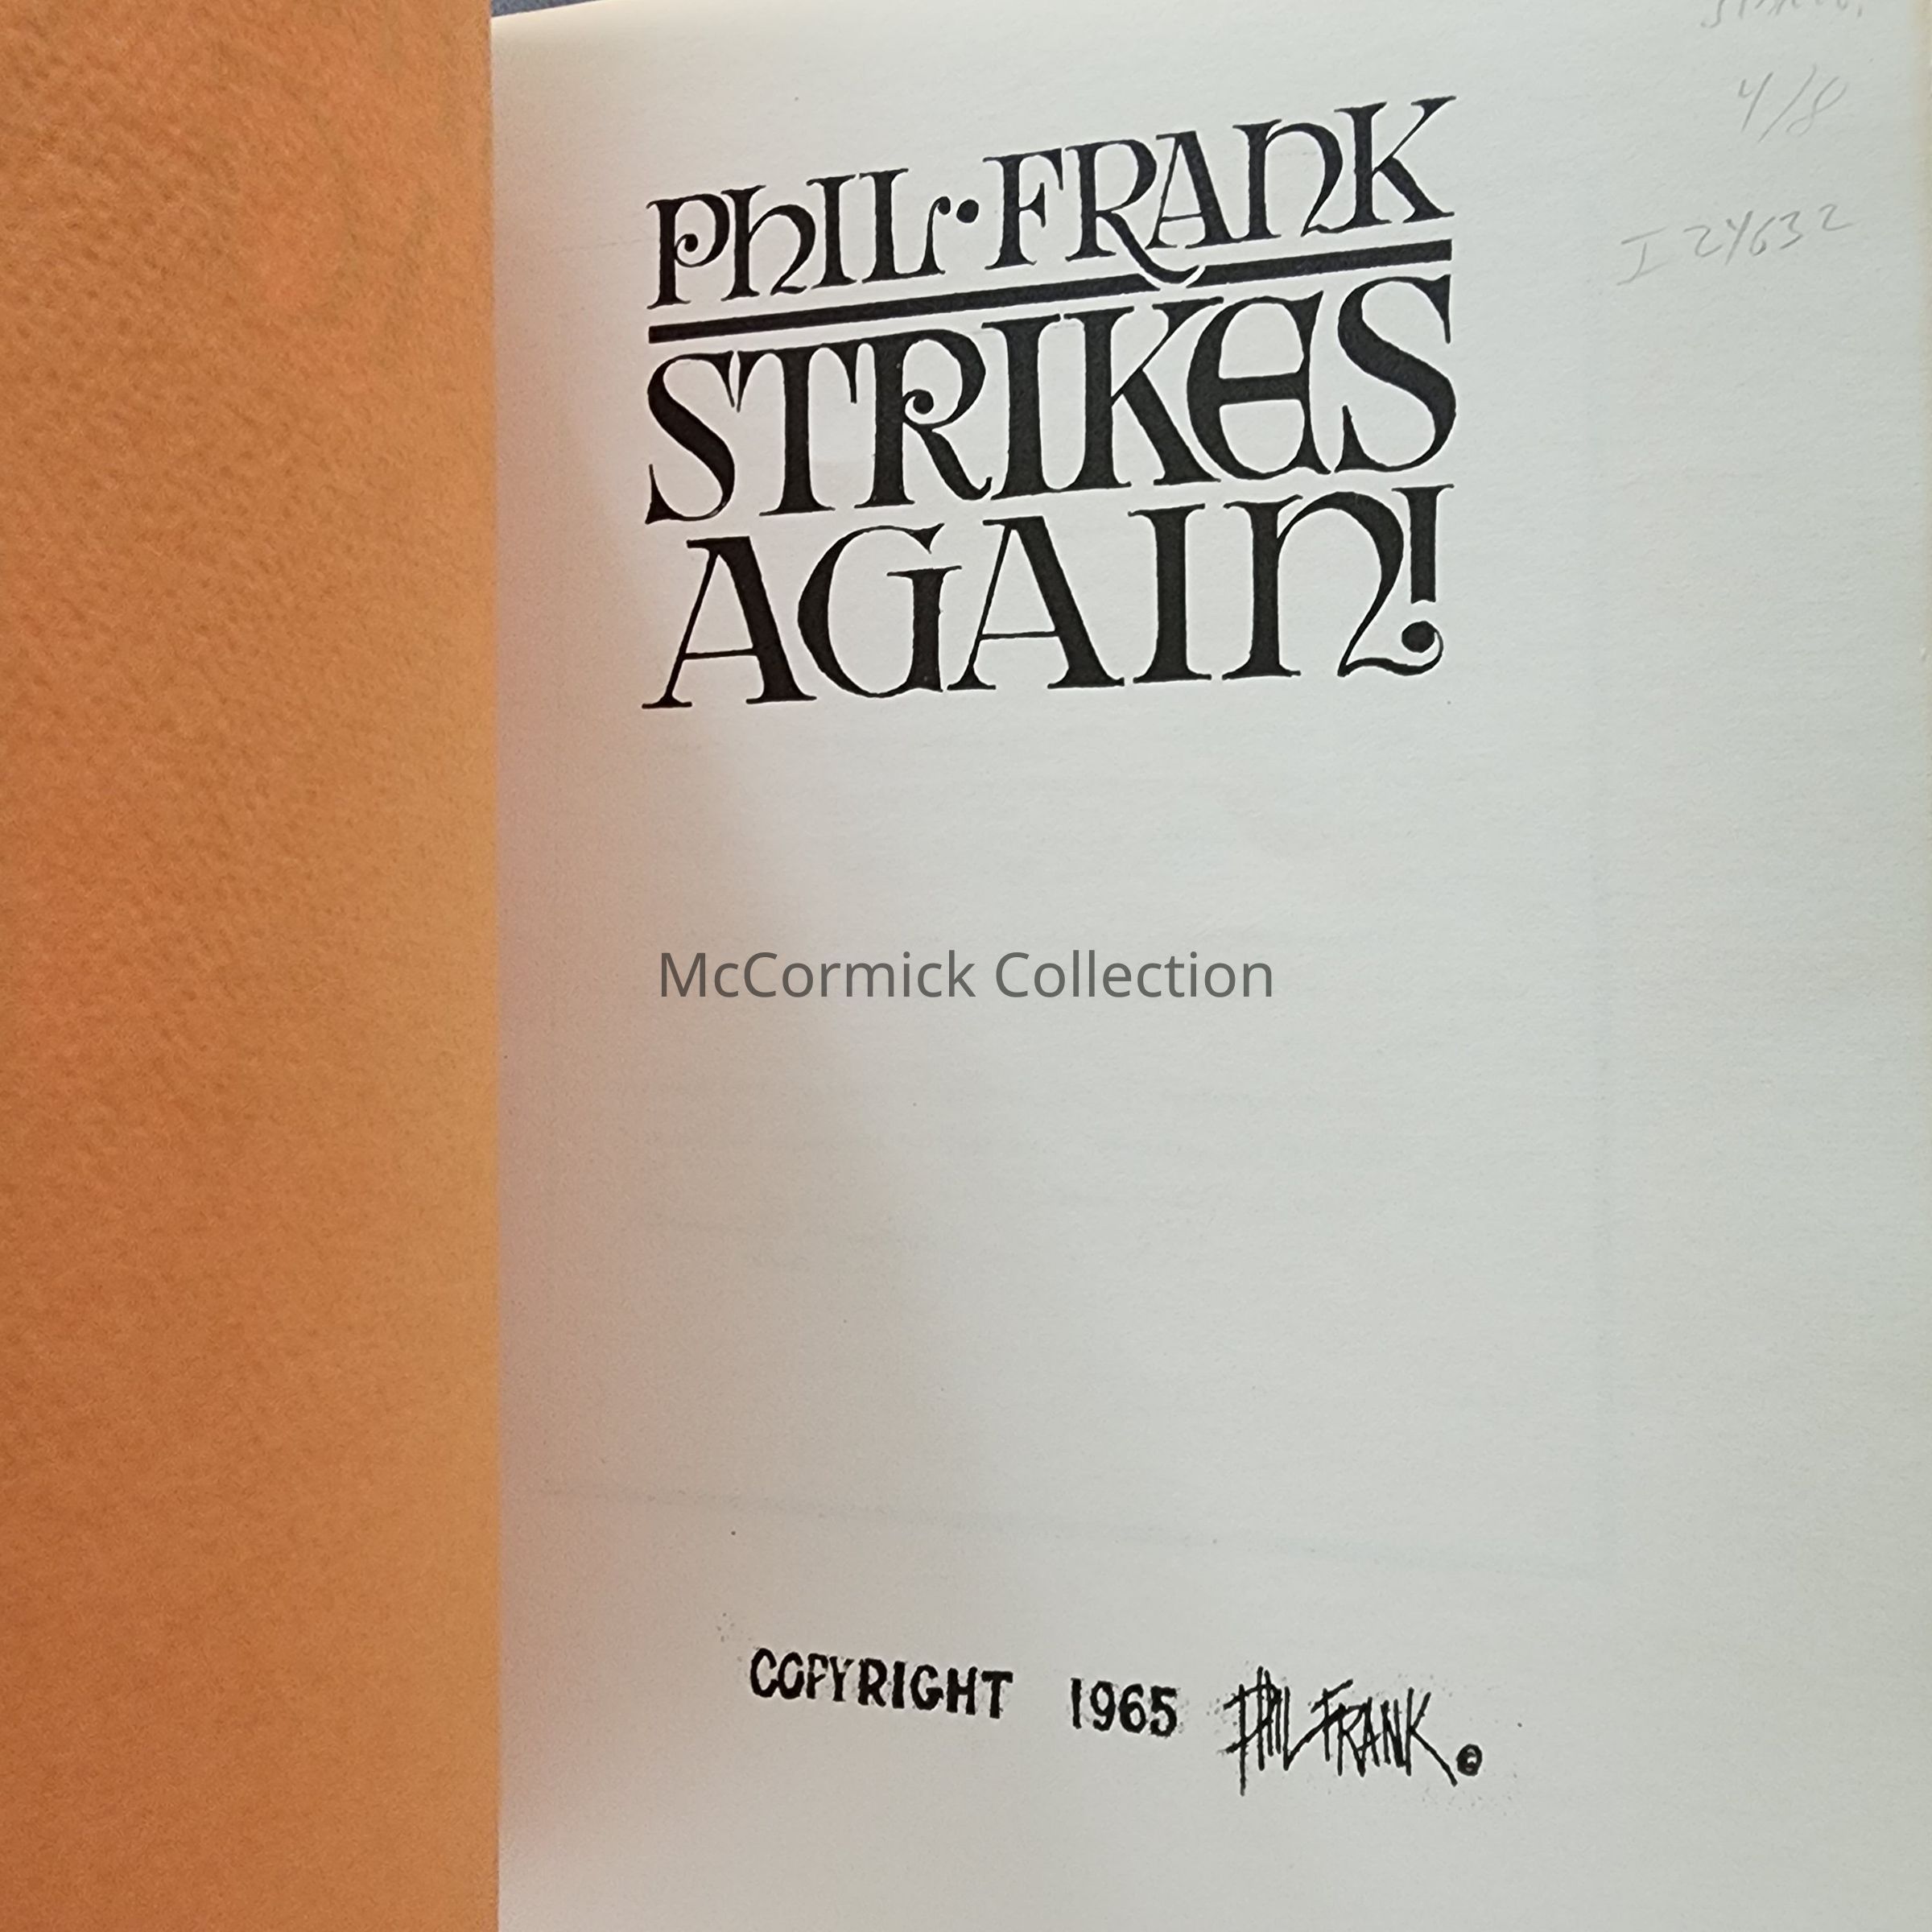 4/8
I 24632
PHIL·FRANK
STRIKES
AGAIN!
McCormick Collection
COPYRIGHT 1965 PHIL FRANK ©